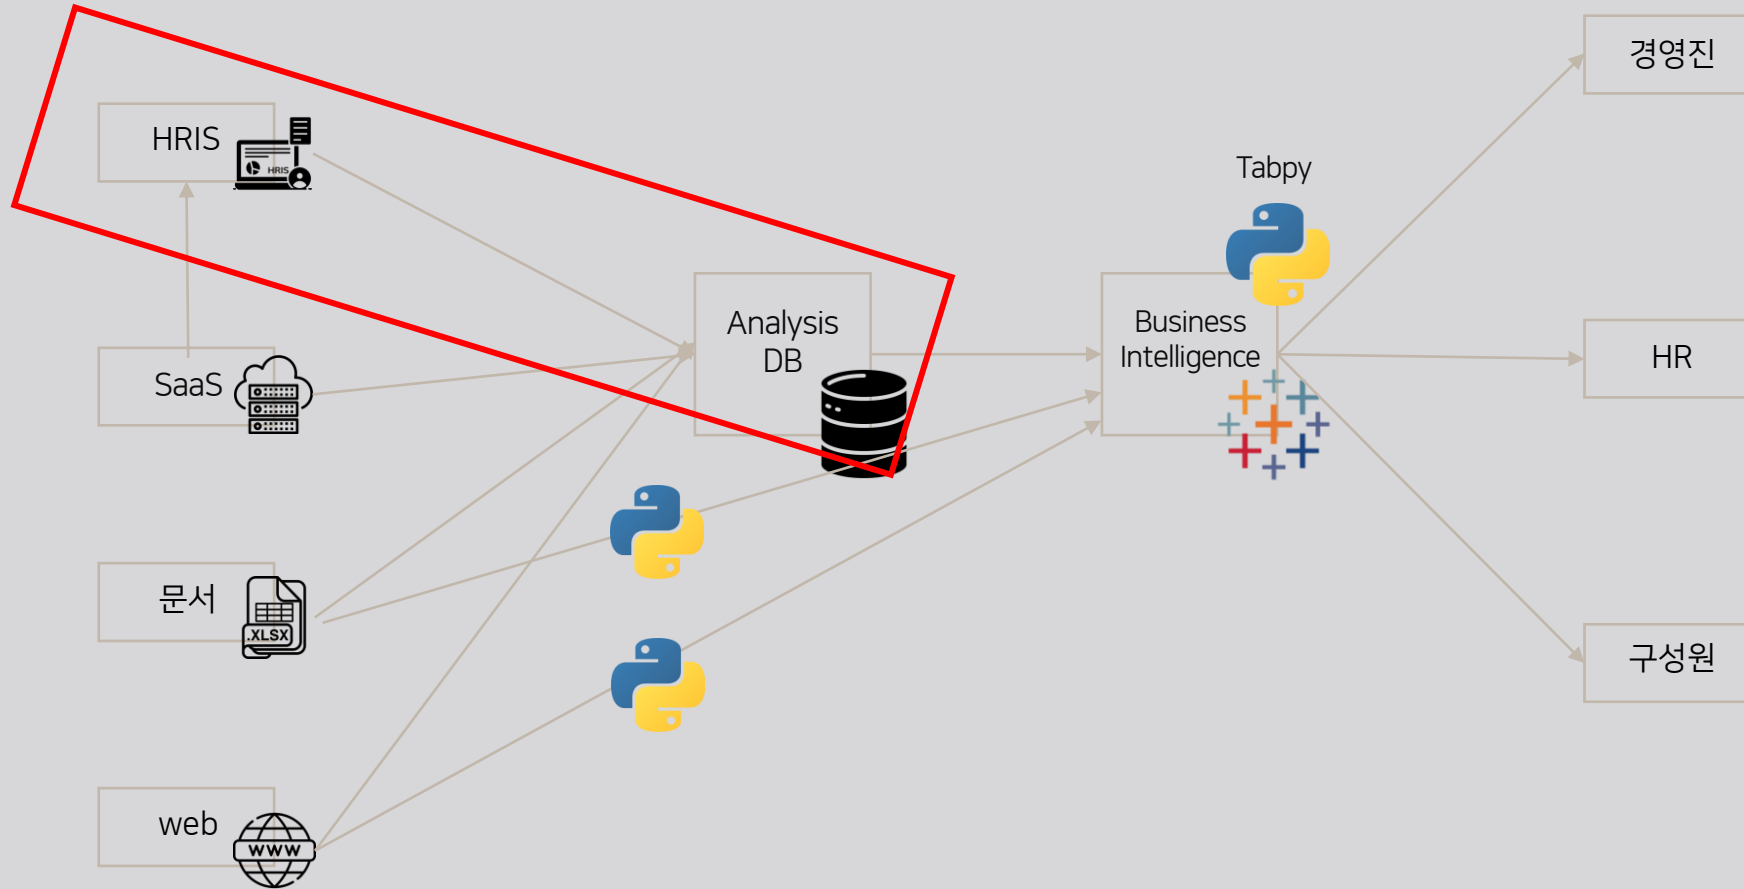 경영진
HRIS
HRIS
Tabpy
Analysis
DB
Business
Intelligence
HR
SaaS
문서
.XLSX
구성원
web
WWW